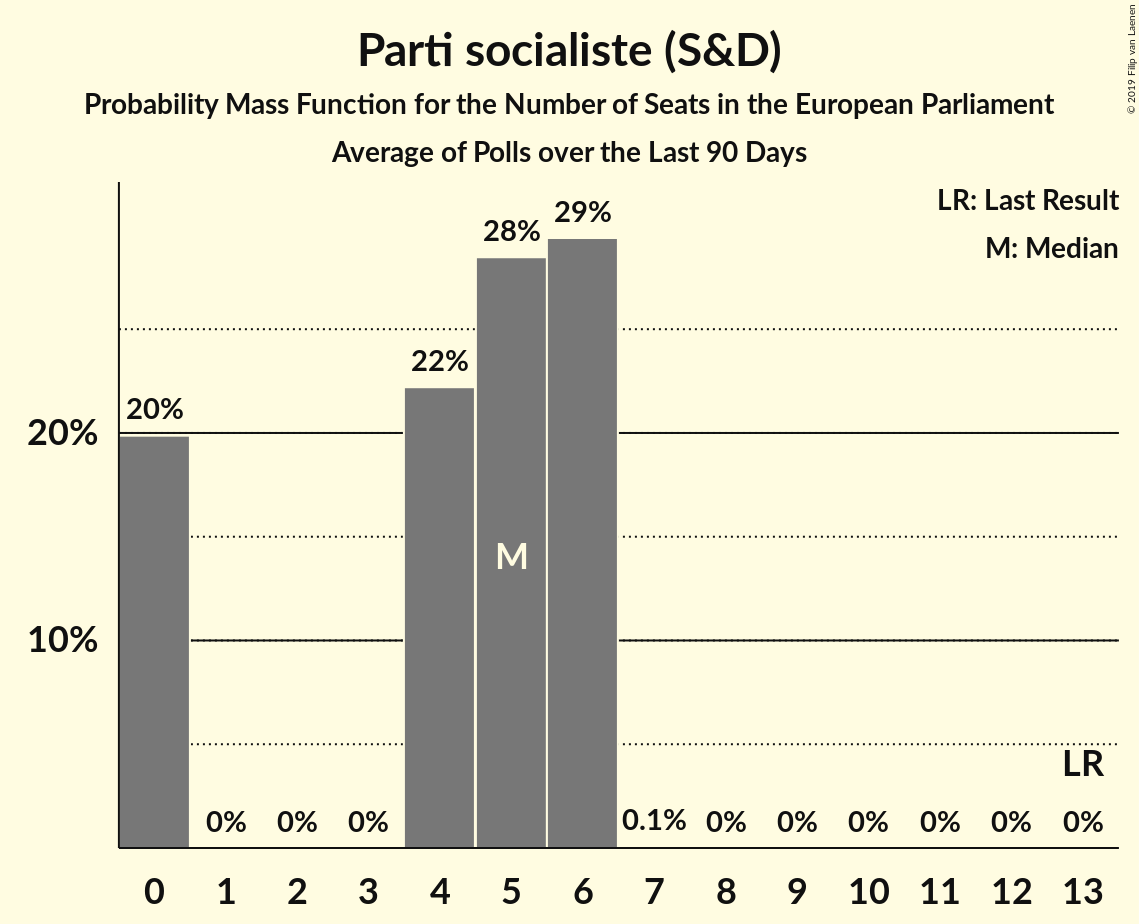 Parti socialiste (S&D)
Probability Mass Function for the Number of Seats in the European Parliament
Average of Polls over the Last 90 Days
© 2019 Filip van Laenen
LR: Last Result
M: Median
29%
28%
22%
20%
20%
M
10%
LR
0% 0% 0% 0.1% 0% 0% 0% 0% 0% 0%
0 1 2 3 4 5 6 7 8 9 10 11 12 13